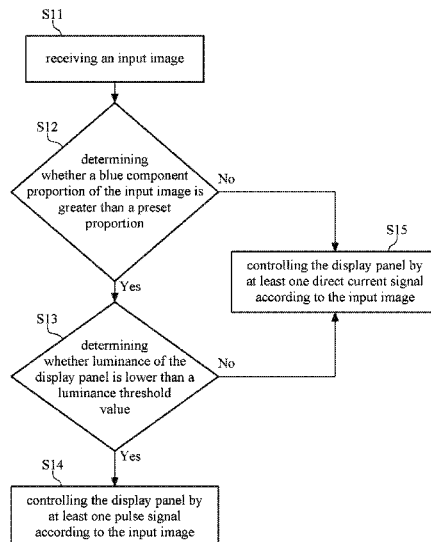 S11
receiving an input image
S12
determining
whether a blue component
proportion of the input image is
greater than a preset
proportion
No
S15
controlling the display panel by
at least one direct current signal
according to the input image
Yes
S13
determining
whether luminance of the
display panel is lower than a
luminance threshold
value
No
Yes
S14
controlling the display panel by
at least one pulse signal
according to the input image